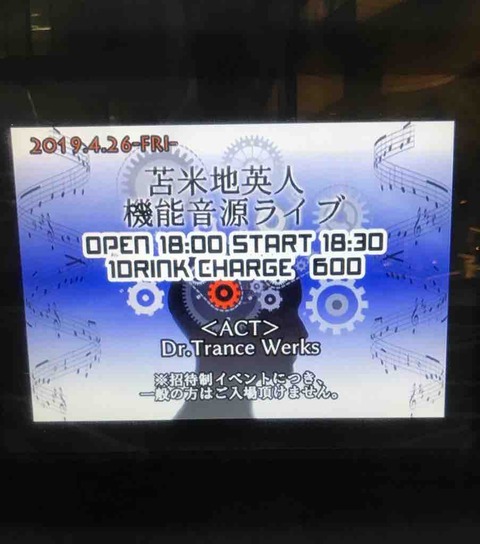 2019.4.26-FRI-
苫米地英人
機能音源ライブ
OPEN 18:00 START 18:30
1DRINK CHARGE 600
＜ACT＞
Dr.Trance Werks
※招待制イベントにつき、
一般の方はご入場頂けません。